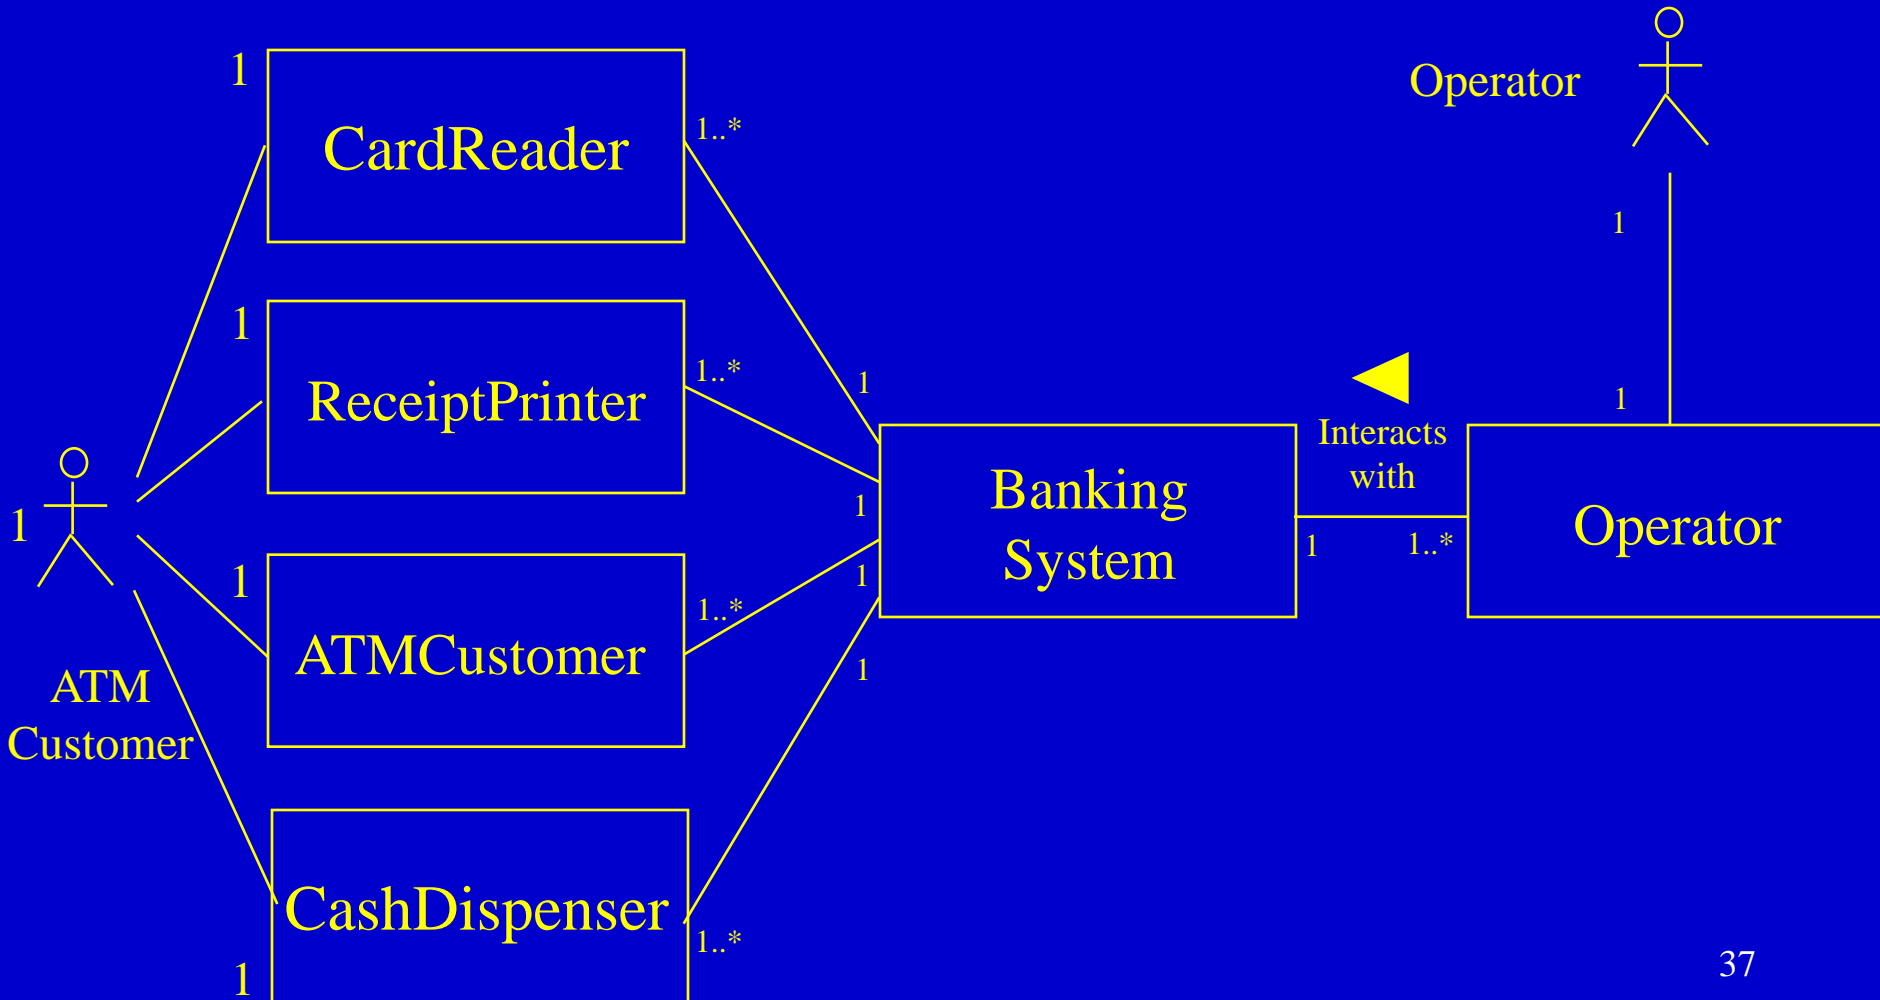 Operator
1
CardReader
1..*
1
1
ReceiptPrinter
1..*
1
1
1
Interacts
with
Banking
System
1
1..*
Operator
1
1
1
ATMCustomer
1..*
1
ATM
Customer
CashDispenser
1..*
1
37